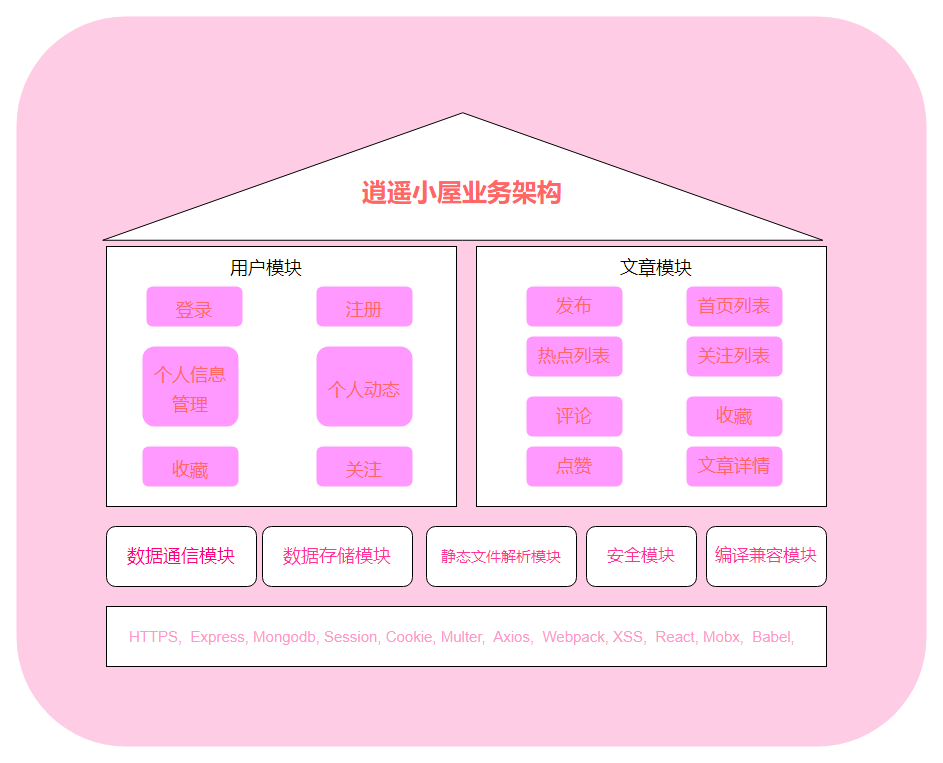 逍遥小屋业务架构
用户模块
登录
注册
个人信息
管理
个人动态
收藏
关注
文章模块
发布
首页列表
热点列表
关注列表
评论
收藏
点赞
文章详情
数据通信模块
数据存储模块
静态文件解析模块
安全模块
编译兼容模块
HTTPS,  Express, Mongodb, Session, Cookie, Multer,  Axios,  Webpack, XSS,  React, Mobx,  Babel,